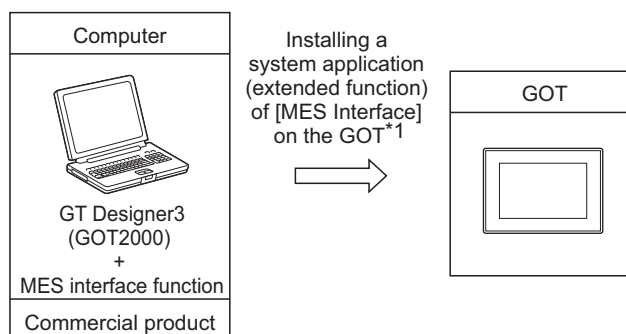 Computer
GT Designer3
(GOT2000)
+
MES interface function
Commercial product
Installing a
system application
(extended function)
of [MES Interface]
on the GOT*1
GOT